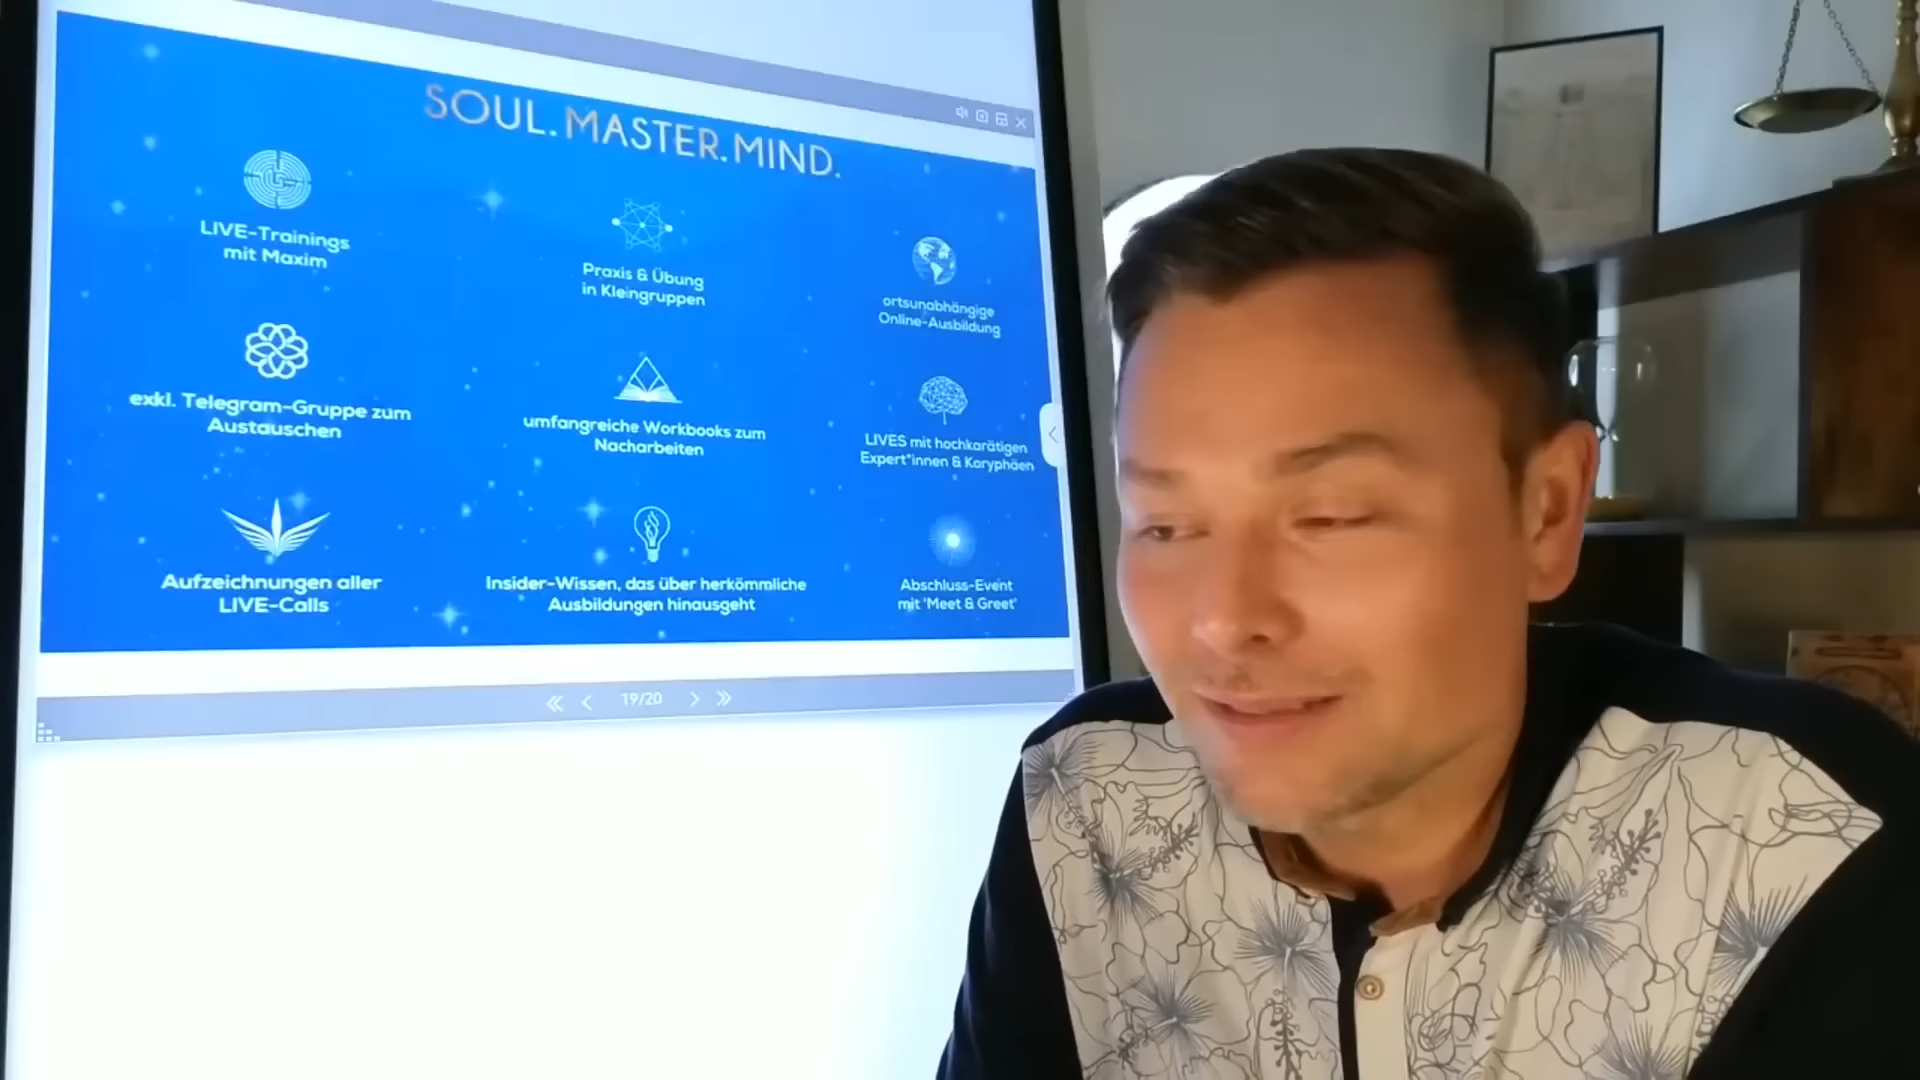 SOUL.MASTER.MIND.
LIVE-Trainings
mit Maxim
Praxis & Übung
in Kleingruppen
ortsunabhängige
Online-Ausbildung
exkl. Telegram-Gruppe zum
Austauschen
umfangreiche Workbooks zum
Nacharbeiten
LIVES mit hochkarätigen
Expert*innen & Koryphäen
Aufzeichnungen aller
LIVE-Calls
Insider-Wissen, das über herkömmliche
Ausbildungen hinausgeht
Abschluss-Event
mit 'Meet & Greet'
19/20